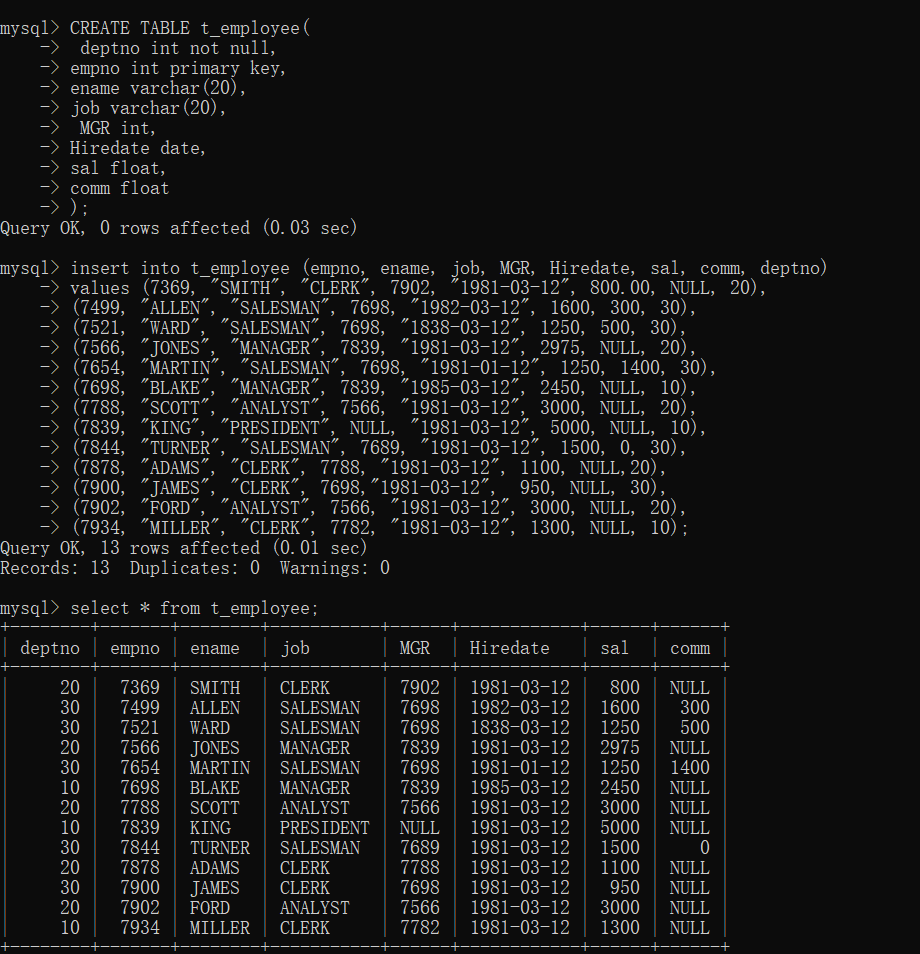 mysql> CREATE TABLE t_employee(
    ->  deptno int not null,
    -> empno int primary key,
    -> ename varchar(20),
    -> job varchar(20),
    ->  MGR int,
    -> Hiredate date,
    -> sal float,
    -> comm float
    -> );
Query OK, 0 rows affected (0.03 sec)
mysql> insert into t_employee (empno, ename, job, MGR, Hiredate, sal, comm, deptno)
    -> values (7369, "SMITH", "CLERK", 7902, "1981-03-12", 800.00, NULL, 20),
    -> (7499, "ALLEN", "SALESMAN", 7698, "1982-03-12", 1600, 300, 30),
    -> (7521, "WARD", "SALESMAN", 7698, "1838-03-12", 1250, 500, 30),
    -> (7566, "JONES", "MANAGER", 7839, "1981-03-12", 2975, NULL, 20),
    -> (7654, "MARTIN", "SALESMAN", 7698, "1981-01-12", 1250, 1400, 30),
    -> (7698, "BLAKE", "MANAGER", 7839, "1985-03-12", 2450, NULL, 10),
    -> (7788, "SCOTT", "ANALYST", 7566, "1981-03-12", 3000, NULL, 20),
    -> (7839, "KING", "PRESIDENT", NULL, "1981-03-12", 5000, NULL, 10),
    -> (7844, "TURNER", "SALESMAN", 7689, "1981-03-12", 1500, 0, 30),
    -> (7878, "ADAMS", "CLERK", 7788, "1981-03-12", 1100, NULL,20),
    -> (7900, "JAMES", "CLERK", 7698,"1981-03-12",  950, NULL, 30),
    -> (7902, "FORD", "ANALYST", 7566, "1981-03-12", 3000, NULL, 20),
    -> (7934, "MILLER", "CLERK", 7782, "1981-03-12", 1300, NULL, 10);
Query OK, 13 rows affected (0.01 sec)
Records: 13  Duplicates: 0  Warnings: 0
mysql> select * from t_employee;
+--------+-------+--------+-----------+------+------------+------+------+
| deptno | empno | ename  | job       | MGR  | Hiredate   | sal  | comm |
+--------+-------+--------+-----------+------+------------+------+------+
|     20 |  7369 | SMITH  | CLERK     | 7902 | 1981-03-12 |  800 | NULL |
|     30 |  7499 | ALLEN  | SALESMAN  | 7698 | 1982-03-12 | 1600 |  300 |
|     30 |  7521 | WARD   | SALESMAN  | 7698 | 1838-03-12 | 1250 |  500 |
|     20 |  7566 | JONES  | MANAGER   | 7839 | 1981-03-12 | 2975 | NULL |
|     30 |  7654 | MARTIN | SALESMAN  | 7698 | 1981-01-12 | 1250 | 1400 |
|     10 |  7698 | BLAKE  | MANAGER   | 7839 | 1985-03-12 | 2450 | NULL |
|     20 |  7788 | SCOTT  | ANALYST   | 7566 | 1981-03-12 | 3000 | NULL |
|     10 |  7839 | KING   | PRESIDENT | NULL | 1981-03-12 | 5000 | NULL |
|     30 |  7844 | TURNER | SALESMAN  | 7689 | 1981-03-12 | 1500 |    0 |
|     20 |  7878 | ADAMS  | CLERK     | 7788 | 1981-03-12 | 1100 | NULL |
|     30 |  7900 | JAMES  | CLERK     | 7698 | 1981-03-12 |  950 | NULL |
|     20 |  7902 | FORD   | ANALYST   | 7566 | 1981-03-12 | 3000 | NULL |
|     10 |  7934 | MILLER | CLERK     | 7782 | 1981-03-12 | 1300 | NULL |
+--------+-------+--------+-----------+------+------------+------+------+